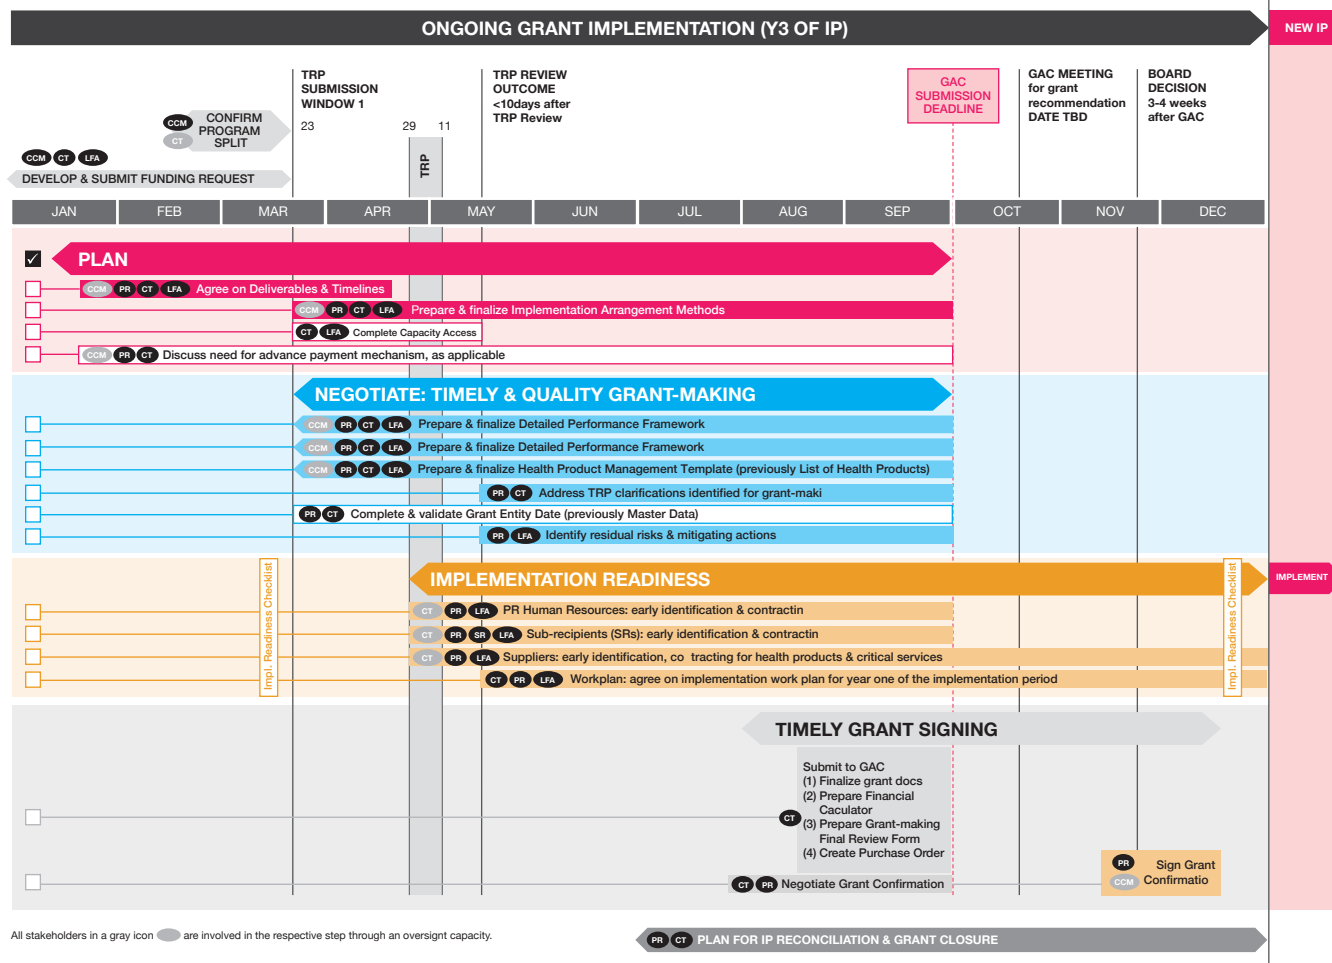 ONGOING GRANT IMPLEMENTATION (Y3 OF IP)
NEW IP
TRP
SUBMISSION
WINDOW 1
23
29
11
TRP REVIEW
OUTCOME
<10days after
TRP Review
GAC
SUBMISSION
DEADLINE
GAC MEETING
for grant
recommendation
DATE TBD
BOARD
DECISION
3-4 weeks
after GAC
CCM
CT
CONFIRM
PROGRAM
SPLIT
TRP
CCM CT LFA
DEVELOP & SUBMIT FUNDING REQUEST
JAN FEB MAR APR MAY JUN JUL AUG SEP OCT NOV DEC
PLAN
CCM PR CT LFA Agree on Deliverables & Timelines
CCM PR CT LFA Prepare & finalize Implementation Arrangement Methods
CT LFA Complete Capacity Access
CCM PR CT Discuss need for advance payment mechanism, as applicable
NEGOTIATE: TIMELY & QUALITY GRANT-MAKING
CCM PR CT LFA Prepare & finalize Detailed Performance Framework
CCM PR CT LFA Prepare & finalize Detailed Performance Framework
CCM PR CT LFA Prepare & finalize Health Product Management Template (previously List of Health Products)
PR CT Address TRP clarifications identified for grant-maki
PR CT Complete & validate Grant Entity Date (previously Master Data)
PR LFA Identify residual risks & mitigating actions
IMPLEMENTATION READINESS
IMPLEMENT
Impl. Readiness Checklist
Impl. Readiness Checklist
CT PR LFA PR Human Resources: early identification & contractin
CT PR SR LFA Sub-recipients (SRs): early identification & contractin
CT PR LFA Suppliers: early identification, co tracting for health products & critical services
CT PR LFA Workplan: agree on implementation work plan for year one of the implementation period
TIMELY GRANT SIGNING
CT
Submit to GAC
(1) Finalize grant docs
(2) Prepare Financial
Caculator
(3) Prepare Grant-making
Final Review Form
(4) Create Purchase Order
CT PR Negotiate Grant Confirmation
PR Sign Grant
CCM Confirmatio
All stakeholders in a gray icon are involved in the respective step through an oversignt capacity.
PR CT PLAN FOR IP RECONCILIATION & GRANT CLOSURE